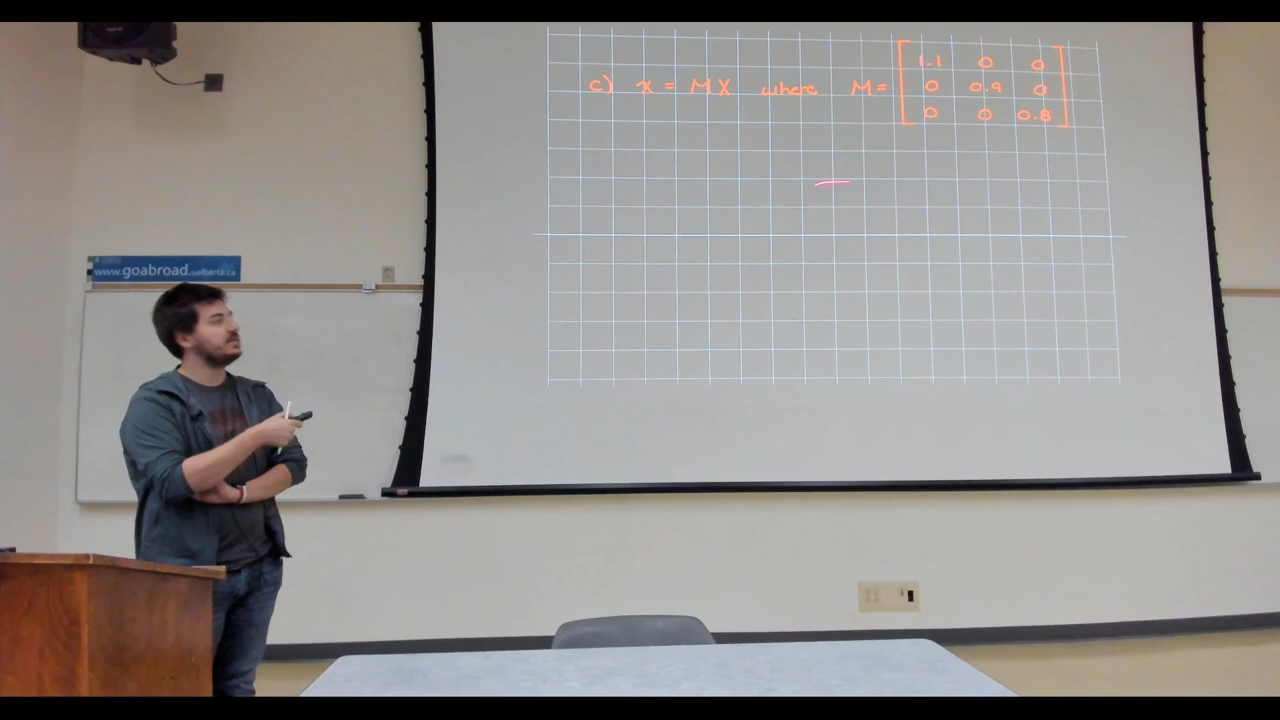 c) x = MX where M = [ 1.1 0 0
0 0.9 0
0 0 0.8 ]
www.goabroad.ualberta.ca